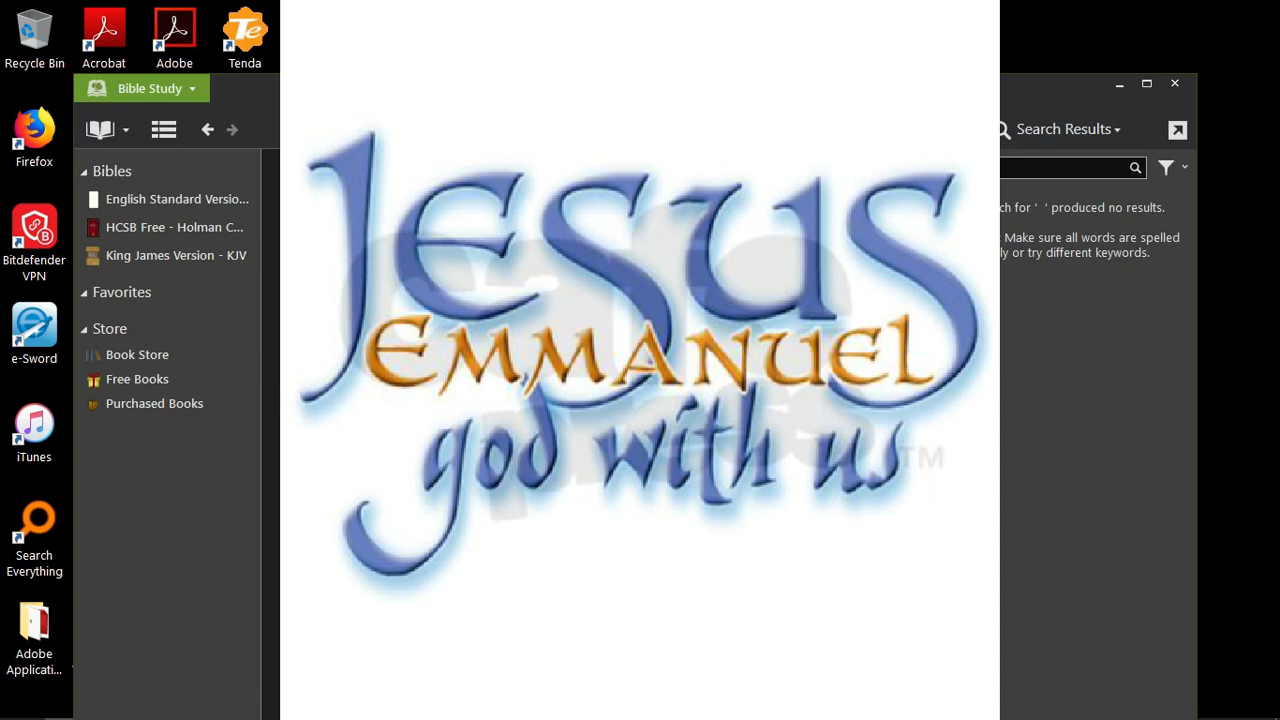 Recycle Bin
Acrobat
Adobe
Tenda
Firefox
Bitdefender
VPN
e-Sword
iTunes
Search
Everything
Adobe
Applicati...
Bible Study
Bibles
English Standard Versio...
HCSB Free - Holman C...
King James Version - KJV
Favorites
Store
Book Store
Free Books
Purchased Books
JESUS
EMMANUEL
god with us
TM
Search Results
ch for ' ' produced no results.
Make sure all words are spelled
ly or try different keywords.